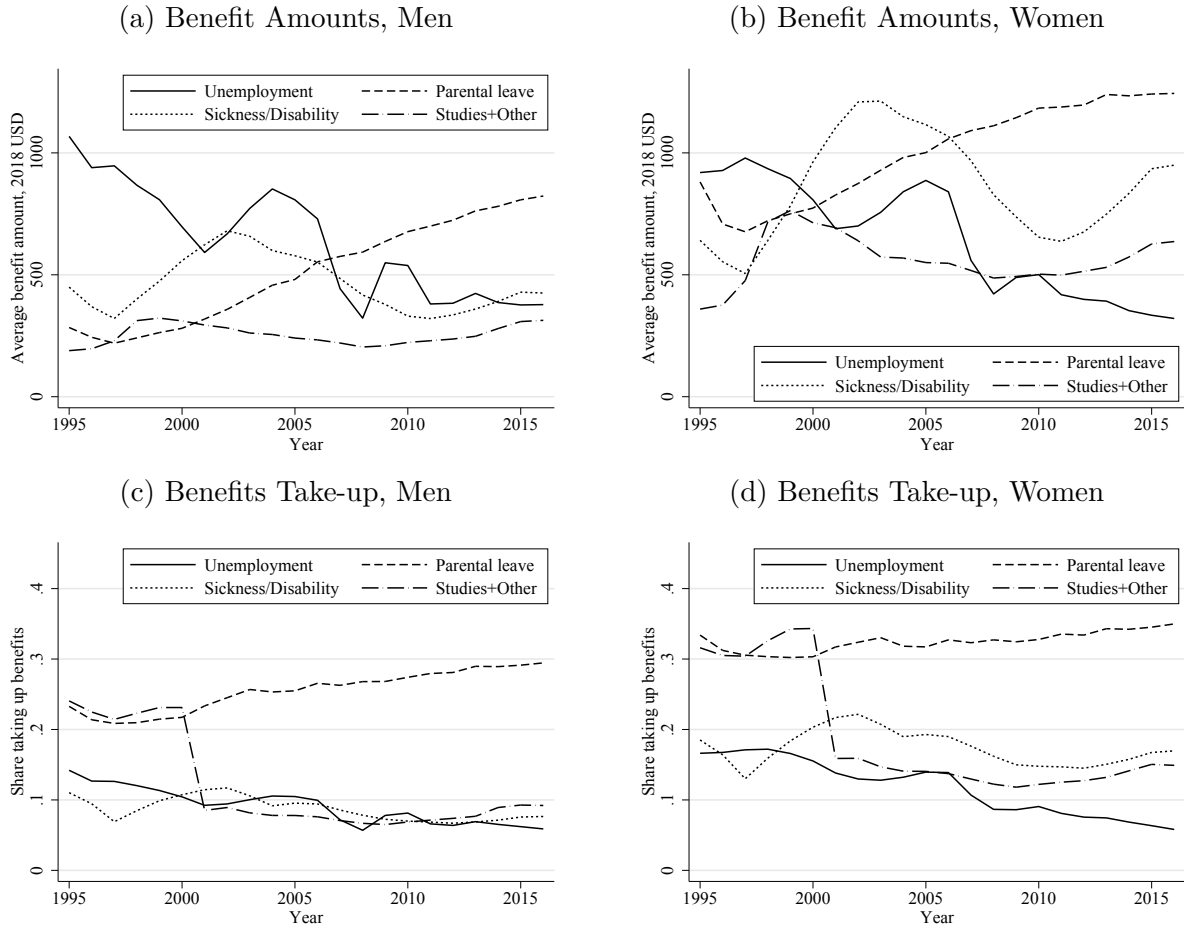 (a) Benefit Amounts, Men
Average benefit amount, 2018 USD
1000
500
0
Unemployment
Parental leave
Sickness/Disability
Studies+Other
1995 2000 2005 2010 2015
Year
(b) Benefit Amounts, Women
Average benefit amount, 2018 USD
1000
500
0
Unemployment
Parental leave
Sickness/Disability
Studies+Other
1995 2000 2005 2010 2015
Year
(c) Benefits Take-up, Men
Share taking up benefits
.4
.3
.2
.1
0
Unemployment
Parental leave
Sickness/Disability
Studies+Other
1995 2000 2005 2010 2015
Year
(d) Benefits Take-up, Women
Share taking up benefits
.4
.3
.2
.1
0
Unemployment
Parental leave
Sickness/Disability
Studies+Other
1995 2000 2005 2010 2015
Year